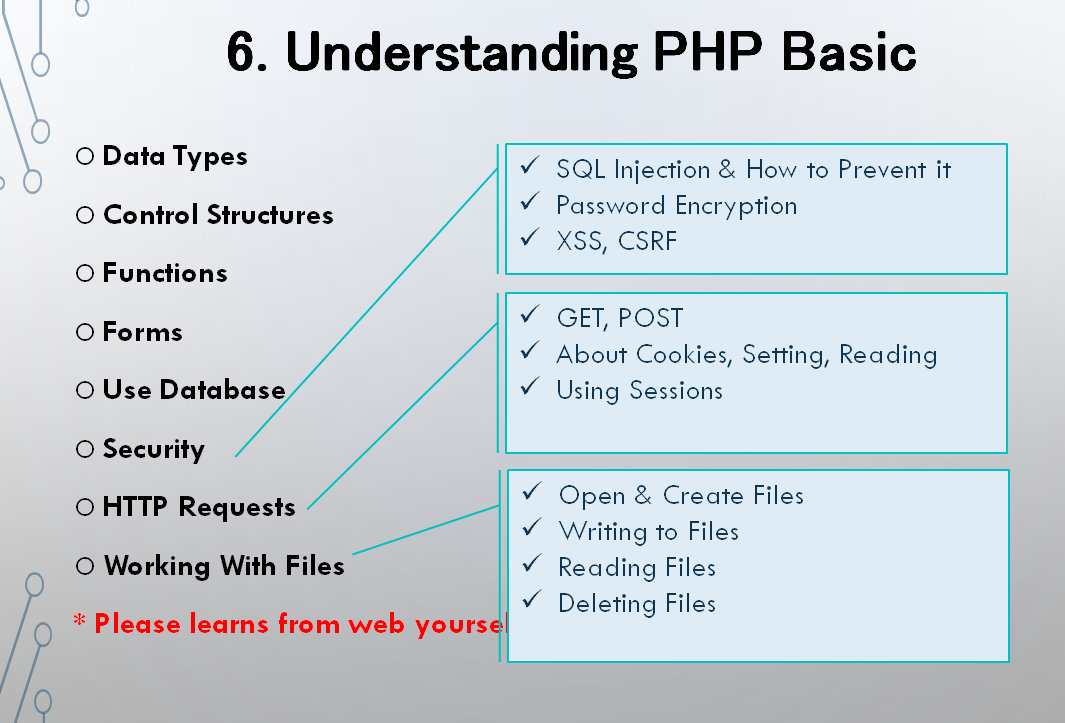 6. Understanding PHP Basic
Data Types
Control Structures
Functions
Forms
Use Database
Security
HTTP Requests
Working With Files
* Please learns from web
SQL Injection & How to Prevent it
Password Encryption
XSS, CSRF
GET, POST
About Cookies, Setting, Reading
Using Sessions
Open & Create Files
Writing to Files
Reading Files
Deleting Files